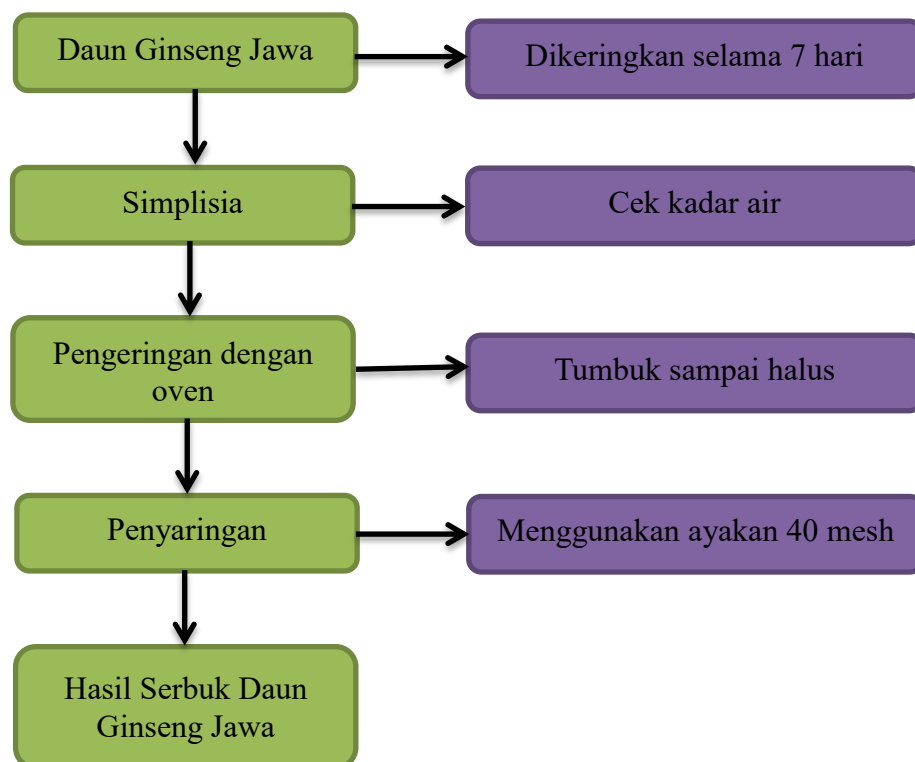 Daun Ginseng Jawa
Dikeringkan selama 7 hari
Simplisia
Cek kadar air
Pengeringan dengan
oven
Tumbuk sampai halus
Penyaringan
Menggunakan ayakan 40 mesh
Hasil Serbuk Daun
Ginseng Jawa